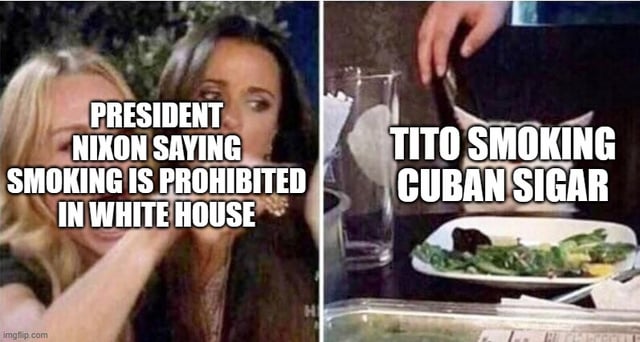 PRESIDENT
NIXON SAYING
SMOKING IS PROHIBITED
IN WHITE HOUSE
TITO SMOKING
CUBAN SIGAR
imgflip.com